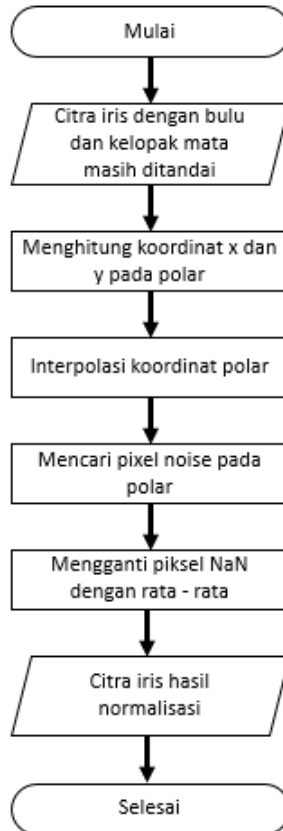 Mulai
Citra iris dengan bulu
dan kelopak mata
masih ditandai
Menghitung koordinat x dan
y pada polar
Interpolasi koordinat polar
Mencari pixel noise pada
polar
Mengganti piksel NaN
dengan rata - rata
Citra iris hasil
normalisasi
Selesai